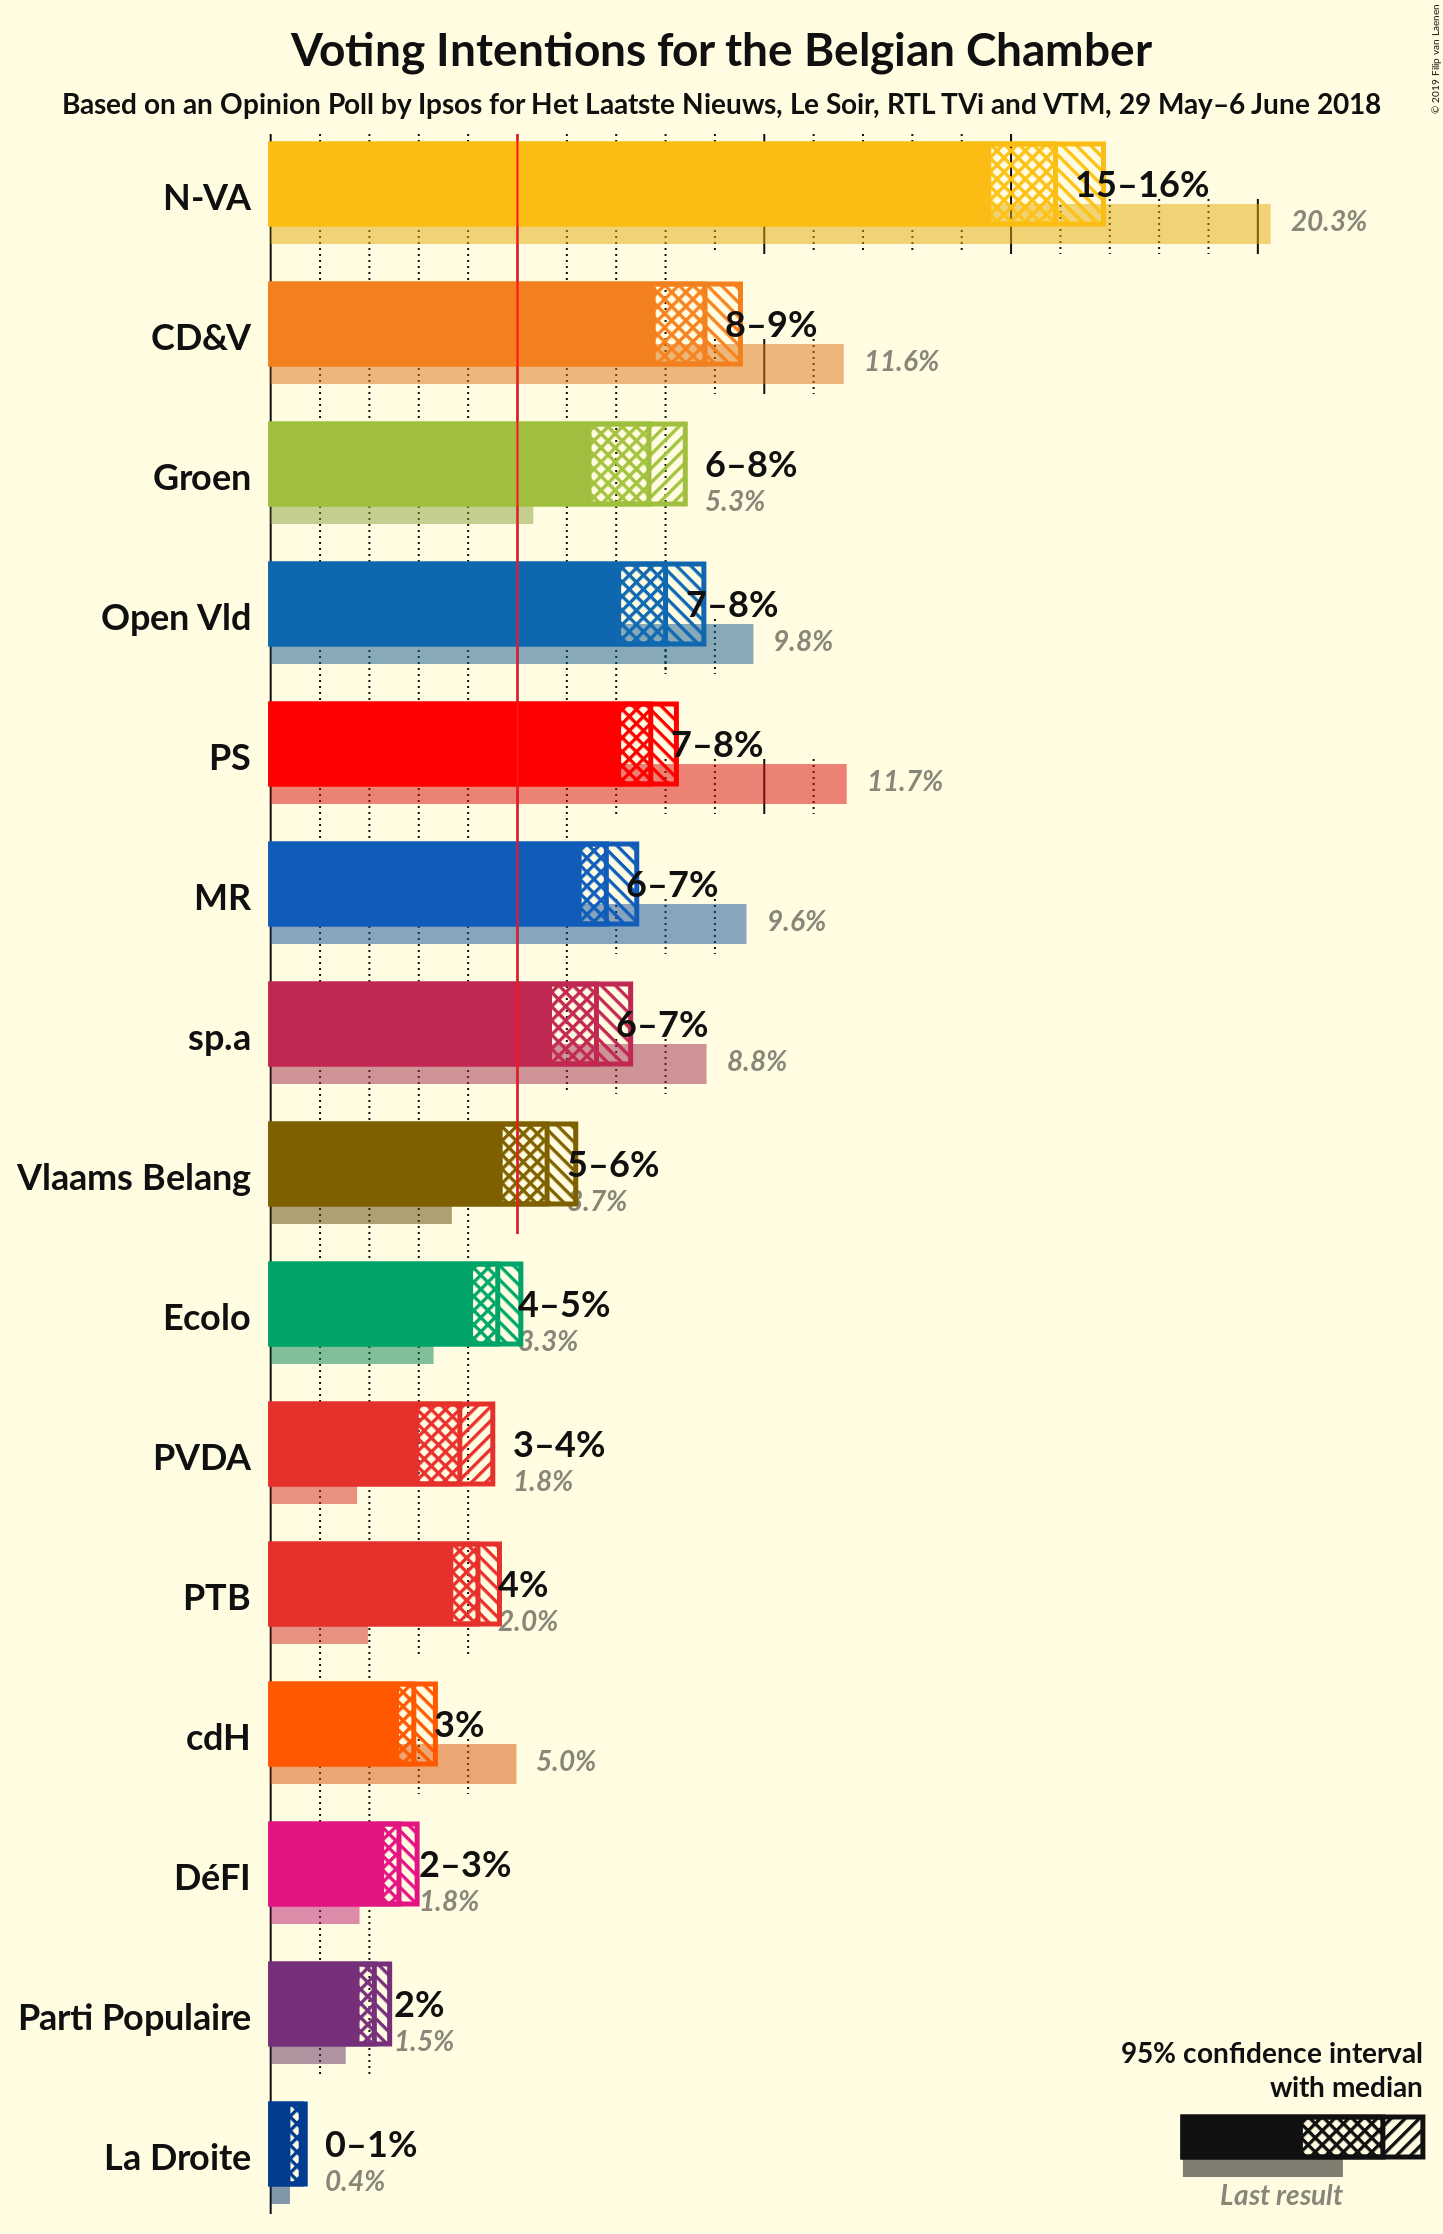 Voting Intentions for the Belgian Chamber
Based on an Opinion Poll by Ipsos for Het Laatste Nieuws, Le Soir, RTL TVi and VTM, 29 May–6 June 2018
© 2019 Filip van Laenen
N-VA
15–16%
20.3%
CD&V
8–9%
11.6%
Groen
6–8%
5.3%
Open Vld
7–8%
9.8%
PS
7–8%
11.7%
MR
6–7%
9.6%
sp.a
6–7%
8.8%
Vlaams Belang
5–6%
3.7%
Ecolo
4–5%
3.3%
PVDA
3–4%
1.8%
PTB
4%
2.0%
cdH
3%
5.0%
DéFI
2–3%
1.8%
Parti Populaire
2%
1.5%
La Droite
0–1%
0.4%
95% confidence interval
with median
Last result